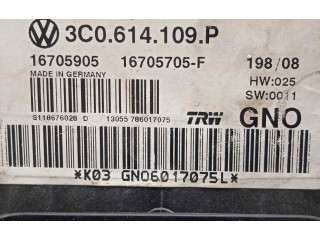 3C0.614.109.P
16705905 16705705-F 198/08
MADE IN GERMANY HW:025
SW:0011
S118676028 D 13055 786017075 TRW GNO
*K03 GNO6017075L*